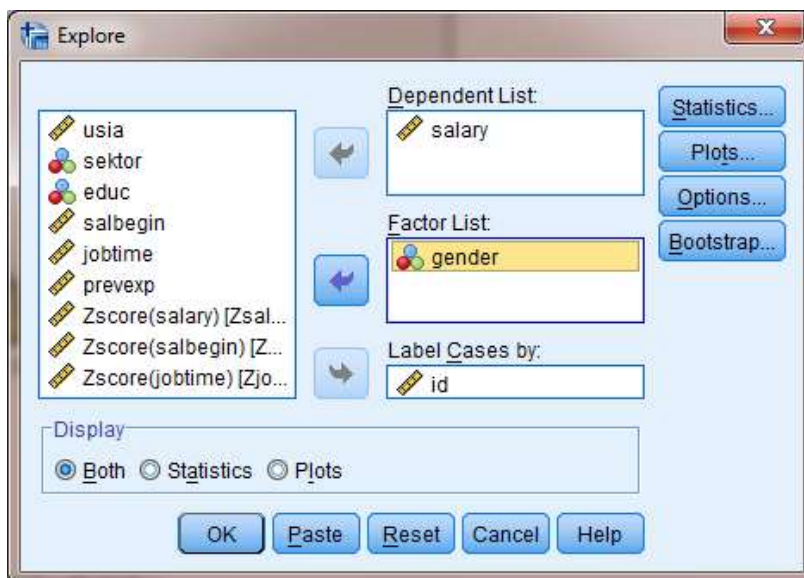 Explore
usia
sektor
educ
salbegin
jobtime
prevexp
Zscore(salary) [Zsal...
Zscore(salbegin) [Z...
Zscore(jobtime) [Zjo...
Dependent List:
salary
Factor List:
gender
Label Cases by:
id
Statistics...
Plots...
Options...
Bootstrap...
Display
Both Statistics Plots
OK Paste Reset Cancel Help